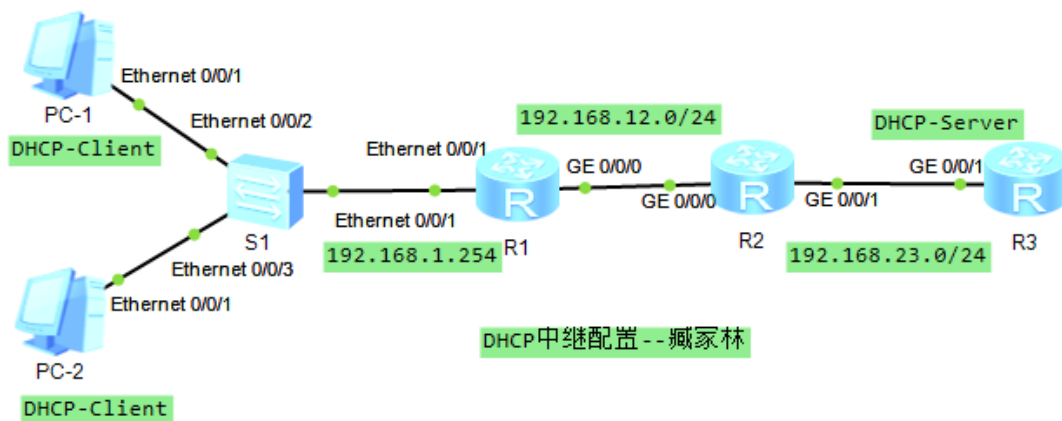 Ethernet 0/0/1
PC-1
DHCP-Client
Ethernet 0/0/2
192.168.12.0/24
DHCP-Server
Ethernet 0/0/1
GE 0/0/0
GE 0/0/1
R
R
R
GE 0/0/0
GE 0/0/1
Ethernet 0/0/1
S1
R1
R2
R3
192.168.1.254
192.168.23.0/24
Ethernet 0/0/3
Ethernet 0/0/1
DHCP中继配置--臧冢林
PC-2
DHCP-Client